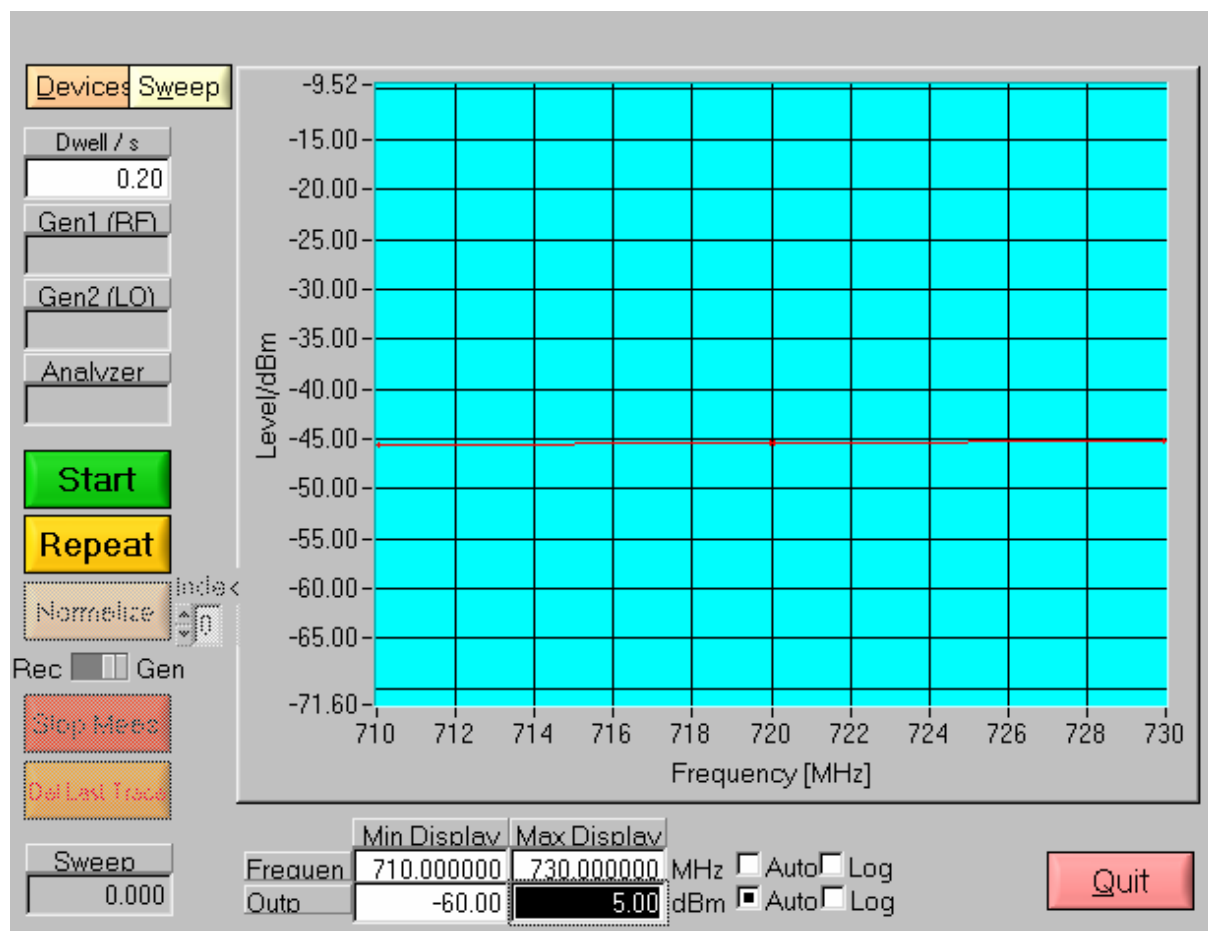 Devices Sweep
Dwell / s
0.20
Gen1 (RF)
Gen2 (LO)
Analyzer
Start
Repeat
Normalize
Index
0
Rec Gen
Stop Meas
Del Last Trace
Sweep
0.000
Level/dBm
-9.52
-15.00
-20.00
-25.00
-30.00
-35.00
-40.00
-45.00
-50.00
-55.00
-60.00
-65.00
-71.60
710 712 714 716 718 720 722 724 726 728 730
Frequency [MHz]
Min Display Max Display
Frequen 710.000000 730.000000 MHz Auto Log
Outp -60.00 5.00 dBm Auto Log
Quit